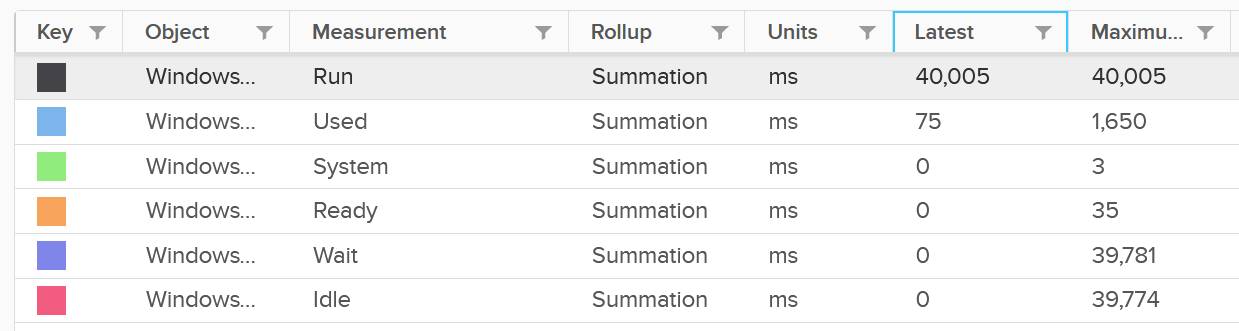 Key Object Measurement Rollup Units Latest Maximu...
Windows... Run Summation ms 40,005 40,005
Windows... Used Summation ms 75 1,650
Windows... System Summation ms 0 3
Windows... Ready Summation ms 0 35
Windows... Wait Summation ms 0 39,781
Windows... Idle Summation ms 0 39,774